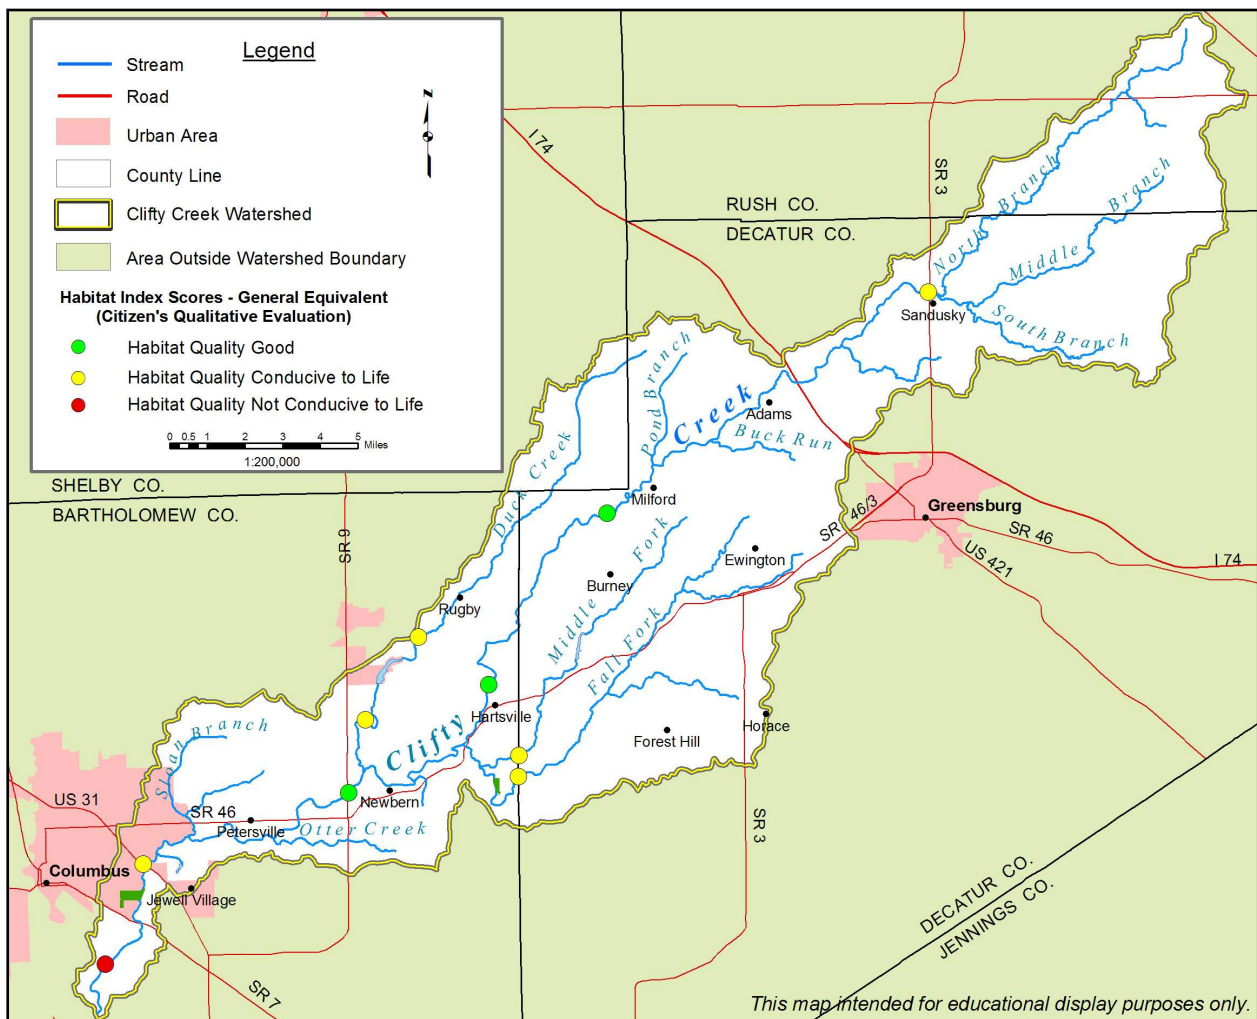 Legend
Stream
Road
Urban Area
County Line
Clifty Creek Watershed
Area Outside Watershed Boundary
Habitat Index Scores - General Equivalent
(Citizen's Qualitative Evaluation)
Habitat Quality Good
Habitat Quality Conducive to Life
Habitat Quality Not Conducive to Life
0 0.5 1 2 3 4 5 Miles
1:200,000
N
I 74
SR 3
RUSH CO.
DECATUR CO.
North Branch
Middle Branch
South Branch
Sandusky
Pond Branch
Creek
Adams
Buck Run
Duck Creek
SHELBY CO.
BARTHOLOMEW CO.
Milford
Greensburg
SR 46/3
SR 46
US 421
I 74
SR 9
Middle Fork
Ewington
Burney
Rugby
Fall Fork
Hartsville
Clifty
Forest Hill
Horace
Sloan Branch
Newbern
US 31
SR 46
Petersville
Otter Creek
SR 3
Columbus
Jewell Village
DECATUR CO.
JENNINGS CO.
SR 7
This map intended for educational display purposes only.